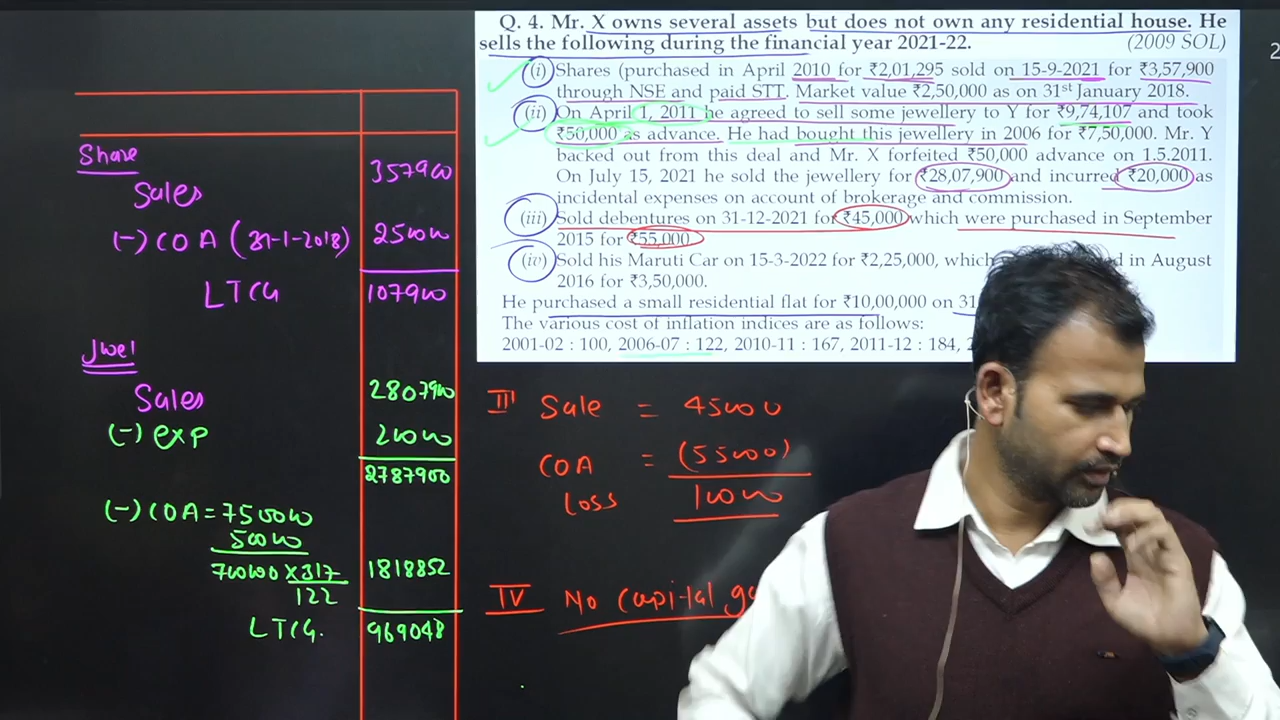 Q. 4. Mr. X owns several assets but does not own any residential house. He
sells the following during the financial year 2021-22. (2009 SOL)
(i) Shares (purchased in April 2010 for ₹2,01,295 sold on 15-9-2021 for ₹3,57,900
through NSE and paid STT. Market value ₹2,50,000 as on 31st January 2018.
(ii) On April 1, 2011 he agreed to sell some jewellery to Y for ₹9,74,107 and took
₹50,000 as advance. He had bought this jewellery in 2006 for ₹7,50,000. Mr. Y
backed out from this deal and Mr. X forfeited ₹50,000 advance on 1.5.2011.
On July 15, 2021 he sold the jewellery for ₹28,07,900 and incurred ₹20,000 as
incidental expenses on account of brokerage and commission.
(iii) Sold debentures on 31-12-2021 for ₹45,000 which were purchased in September
2015 for ₹55,000.
(iv) Sold his Maruti Car on 15-3-2022 for ₹2,25,000, which d in August
2016 for ₹3,50,000.
He purchased a small residential flat for ₹10,00,000 on 31
The various cost of inflation indices are as follows:
2001-02 : 100, 2006-07 : 122, 2010-11 : 167, 2011-12 : 184, 2
2
Share
Sales 357900
(-) COA (31-1-2018) 250000
LTCG 107900
Jwel
Sales 2807900
(-) exp 20000
2787900
(-) COA = 750000
50000
700000 × 317 1818852
122
LTCG. 969048
III Sale = 45000
COA = (55000)
Loss 10000
IV No capital ga